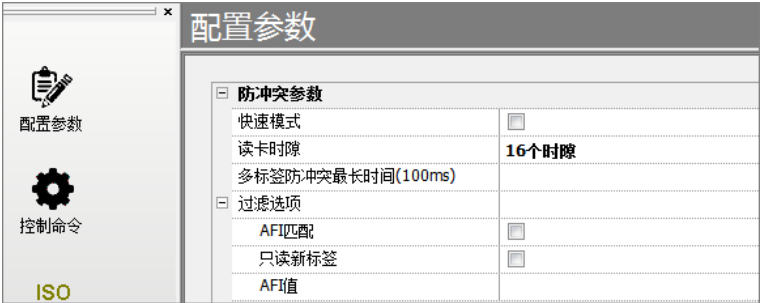 配置参数
配置参数
控制命令
ISO
防冲突参数
快速模式
读卡时隙 16个时隙
多标签防冲突最长时间(100ms)
过滤选项
AFI匹配
只读新标签
AFI值